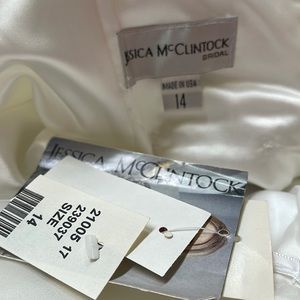 JESSICA McCLINTOCK
BRIDAL
MADE IN USA
14
JESSICA McCLINTOCK
21005 17
239037
SIZE
14